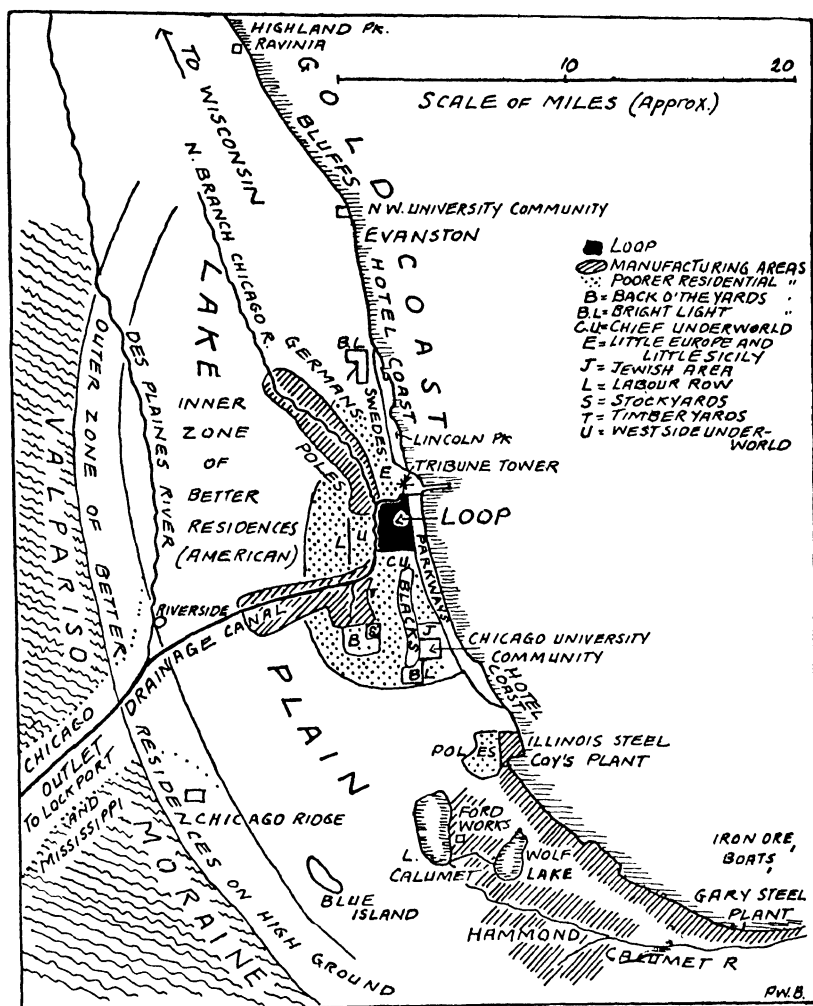 HIGHLAND PK.
RAVINIA
TO WISCONSIN
GOLD COAST
BLUFFS
10
20
SCALE OF MILES (APPROX.)
N. BRANCH CHICAGO R.
N.W. UNIVERSITY COMMUNITY
EVANSTON
HOTEL COAST
LOOP
MANUFACTURING AREAS
POORER RESIDENTIAL "
B = BACK O' THE YARDS
B.L = BRIGHT LIGHT "
C.U = CHIEF UNDERWORLD
E = LITTLE EUROPE AND
LITTLE SICILY
J = JEWISH AREA
L = LABOUR ROW
S = STOCKYARDS
T = TIMBERYARDS
U = WEST SIDE UNDER-
WORLD
LAKE PLAIN
OUTER ZONE OF BETTER
RESIDENCES ON HIGH GROUND
DES PLAINES RIVER
VALPARISO MORAINE
B L
GERMANS
SWEDES
LINCOLN PK
TRIBUNE TOWER
INNER
ZONE
OF
BETTER
RESIDENCES
(AMERICAN)
POLES
E
L
U
LOOP
C U
PARKWAYS
BLACKS
T
J
B
S
B L
RIVERSIDE
CHICAGO DRAINAGE CANAL
CHICAGO UNIVERSITY
COMMUNITY
HOTEL
COAST
OUTLET
TO LOCKPORT
AND
MISSISSIPPI
POLES
ILLINOIS STEEL
COY'S PLANT
CHICAGO RIDGE
FORD
WORKS
L.
CALUMET
WOLF
LAKE
IRON ORE
BOATS
BLUE
ISLAND
GARY STEEL
PLANT
HAMMOND
CALUMET R
P.W.B.